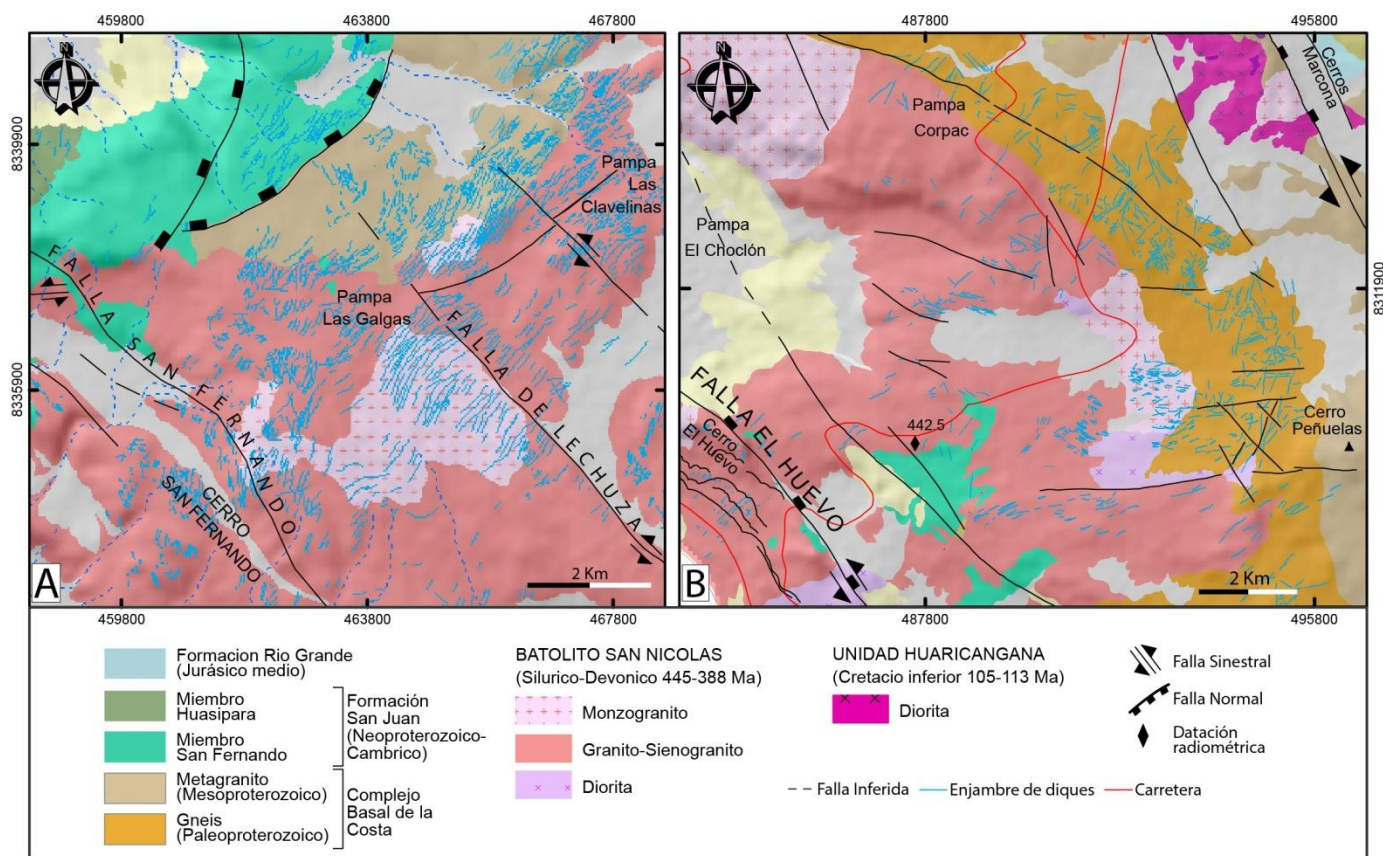 459800
463800
467800
487800
495800
N
8339900
8335900
Pampa
Las
Clavelinas
Pampa
Las Galgas
FALLA SAN FERNANDO
FALLA DE LECHUZA
CERRO
SAN FERNANDO
A
2 Km
459800
463800
467800
N
Pampa
Corpac
Cerros
Marcona
Pampa
El Choclón
8311900
442.5
Cerro
Peñuelas
FALLA EL HUEVO
Cerro
El Huevo
B
2 Km
487800
495800
Formacion Rio Grande
(Jurásico medio)
Miembro
Huasipara
Miembro
San Fernando
Formación
San Juan
(Neoproterozoico-
Cambrico)
Metagranito
(Mesoproterozoico)
Gneis
(Paleoproterozoico)
Complejo
Basal de la
Costa
BATOLITO SAN NICOLAS
(Silurico-Devonico 445-388 Ma)
Monzogranito
Granito-Sienogranito
Diorita
UNIDAD HUARICANGANA
(Cretacio inferior 105-113 Ma)
Diorita
Falla Sinestral
Falla Normal
Datación
radiométrica
Falla Inferida
Enjambre de diques
Carretera